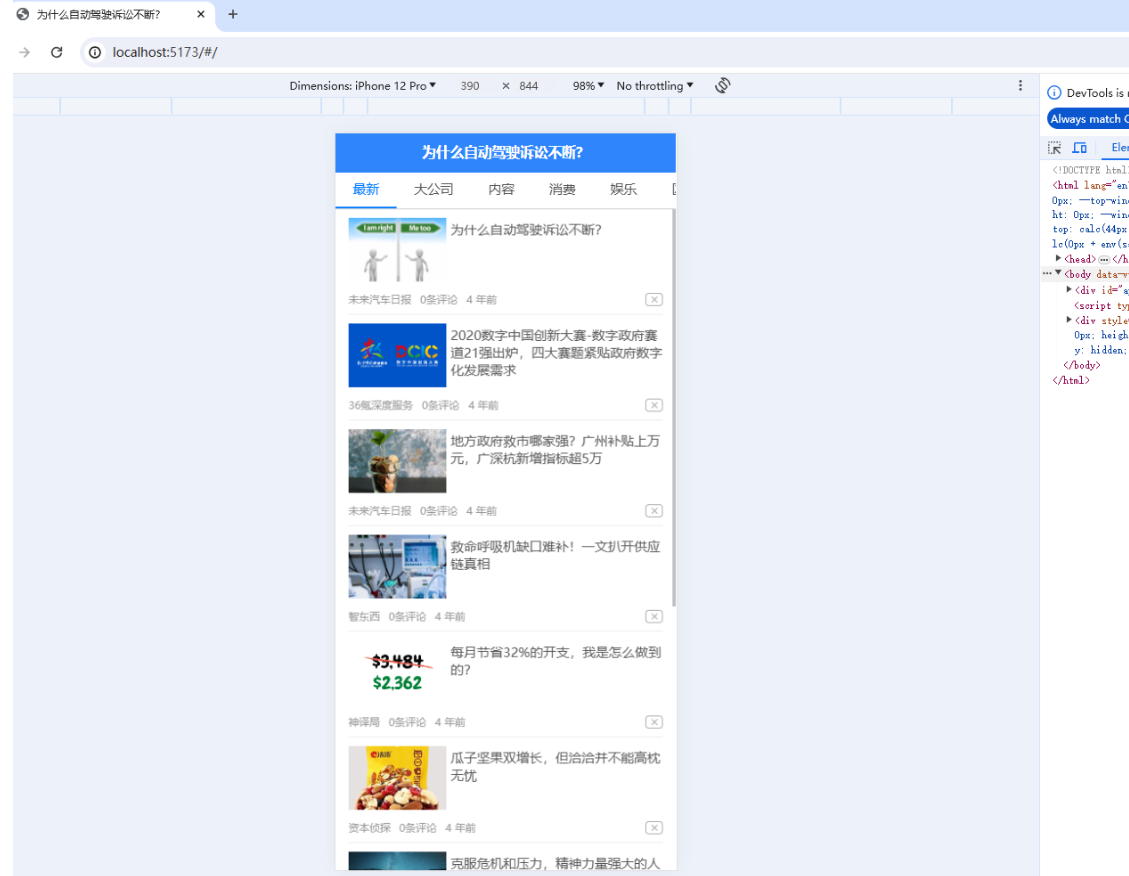 为什么自动驾驶诉讼不断?
localhost:5173/#/
Dimensions: iPhone 12 Pro 390 × 844 98% No throttling
DevTools is
Always match
为什么自动驾驶诉讼不断?
最新 大公司 内容 消费 娱乐
I am right Me too
为什么自动驾驶诉讼不断?
未来汽车日报 0条评论 4 年前
DCIC
2020数字中国创新大赛-数字政府赛
道21强出炉，四大赛题紧贴政府数字
化发展需求
36氪深度服务 0条评论 4 年前
地方政府救市哪家强？广州补贴上万
元，广深杭新增指标超5万
未来汽车日报 0条评论 4 年前
救命呼吸机缺口难补！一文扒开供应
链真相
智东西 0条评论 4 年前
$3,484
$2,362
每月节省32%的开支，我是怎么做到
的?
神译局 0条评论 4 年前
瓜子坚果双增长，但洽洽并不能高枕
无忧
资本侦探 0条评论 4 年前
克服危机和压力，精神力量强大的人
<!DOCTYPE html
<html lang="en
0px; —top-win
ht: 0px; —win
top: calc(44px
lc(0px + env(s
<head> </h
<body data-v
<div id="a
<script ty
<div style
0px; heigh
y: hidden;
</body>
</html>